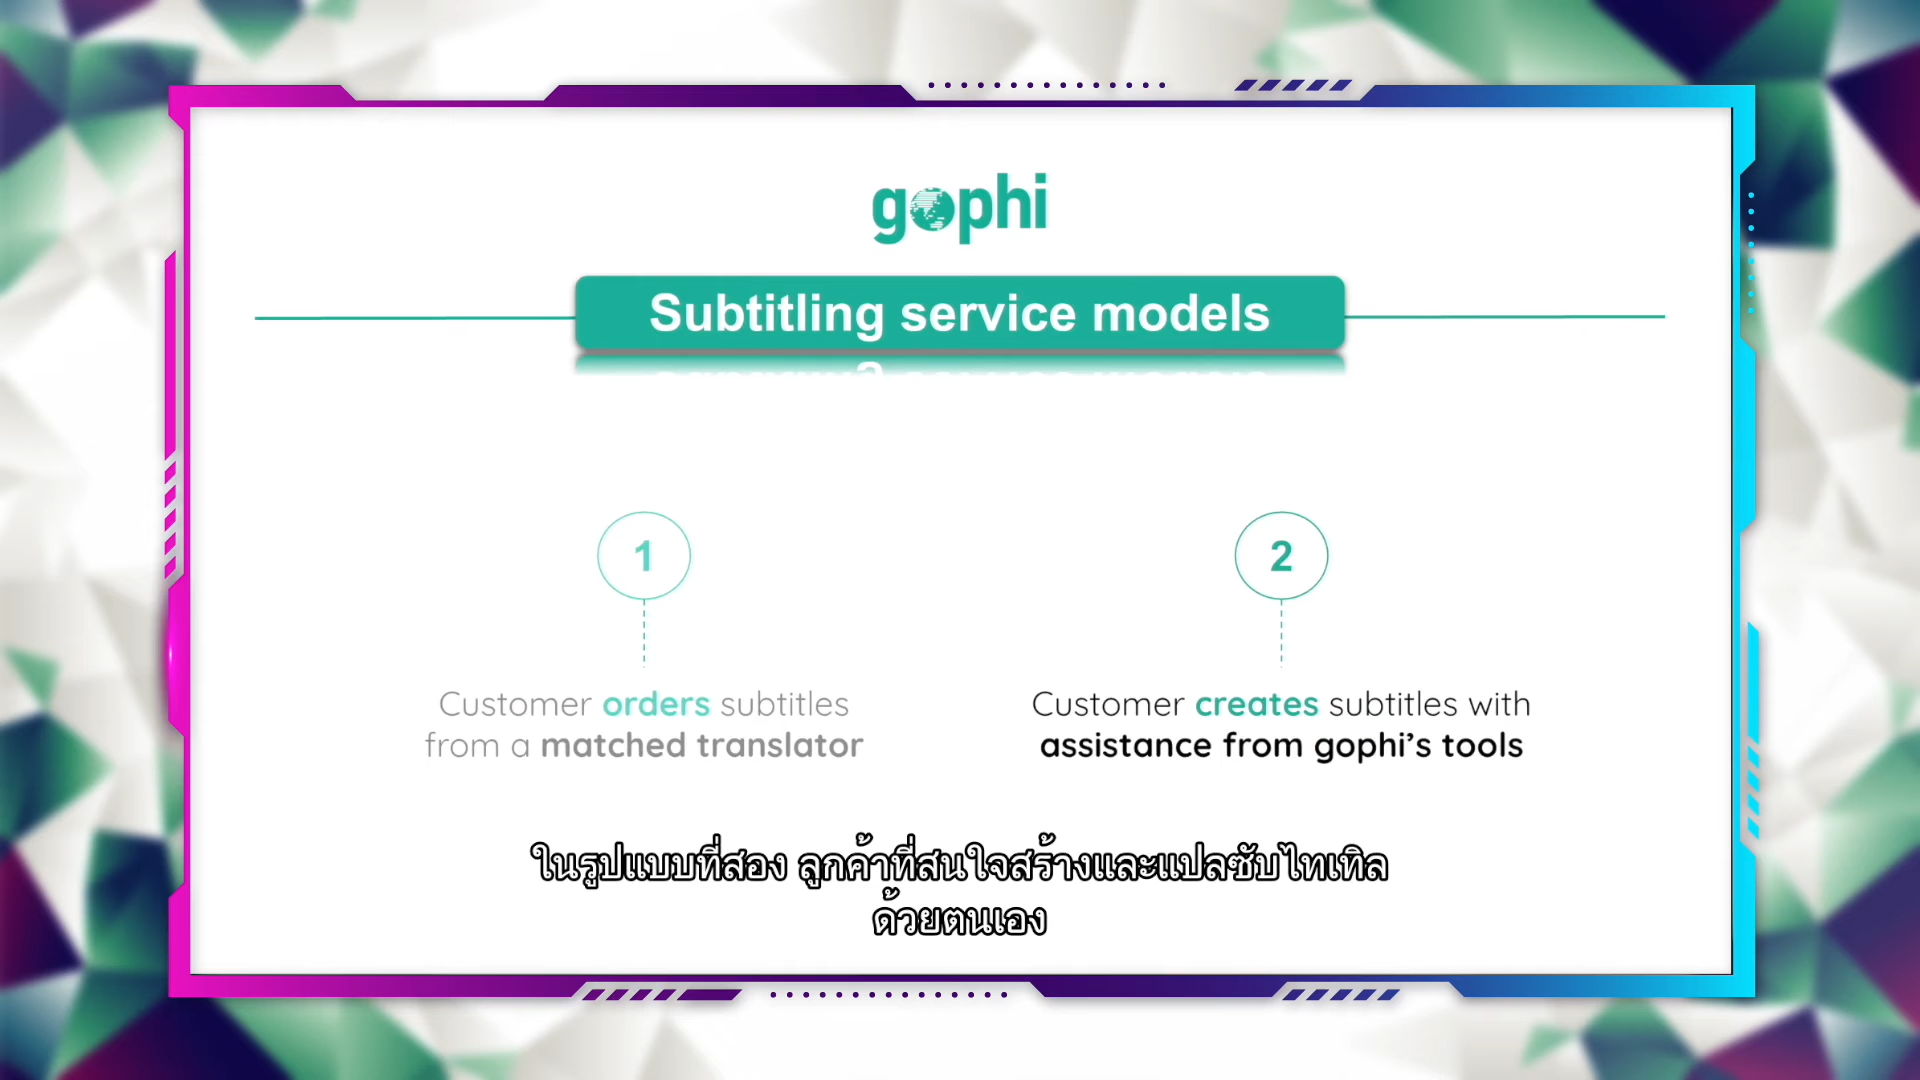 gophi
Subtitling service models
1
Customer orders subtitles
from a matched translator
2
Customer creates subtitles with
assistance from gophi’s tools
ในรูปแบบที่สอง ลูกค้าที่สนใจสร้างและแปลซับไทเทิล
ด้วยตนเอง